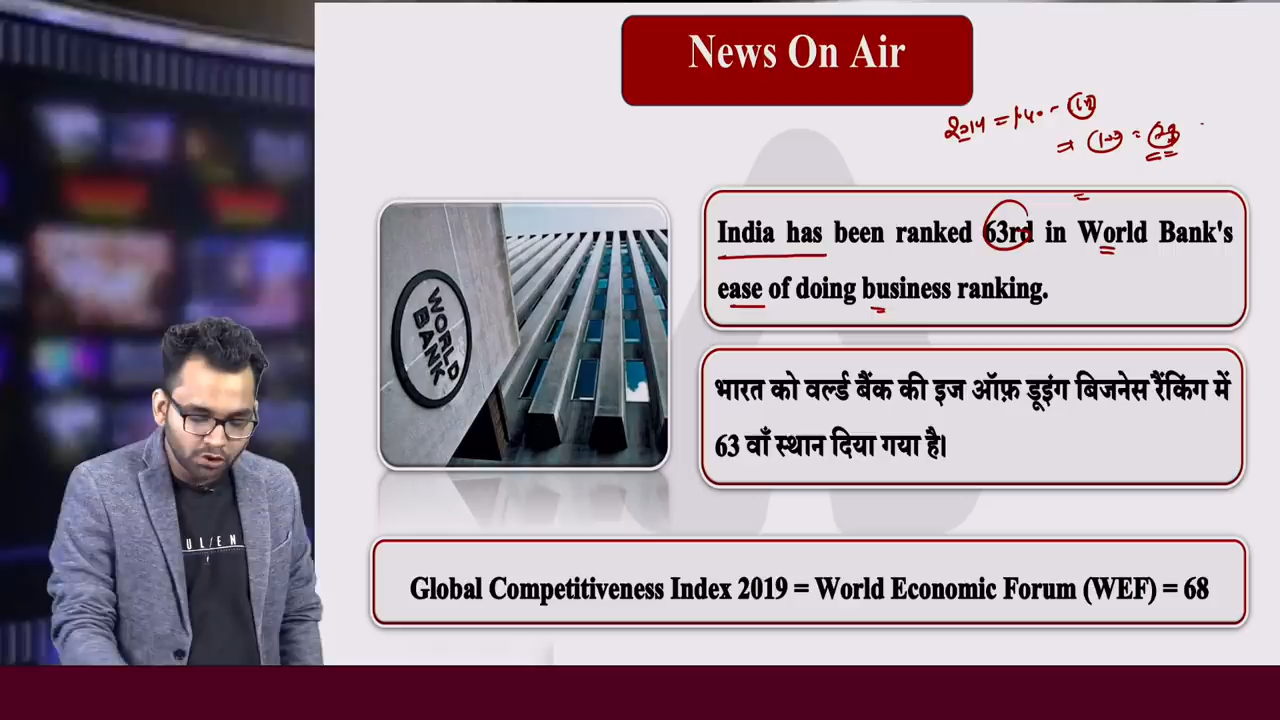 News On Air
India has been ranked 63rd in World Bank's
ease of doing business ranking.
WORLD
BANK
भारत को वर्ल्ड बैंक की इज ऑफ़ डूइंग बिजनेस रैंकिंग में
63 वाँ स्थान दिया गया है।
Global Competitiveness Index 2019 = World Economic Forum (WEF) = 68